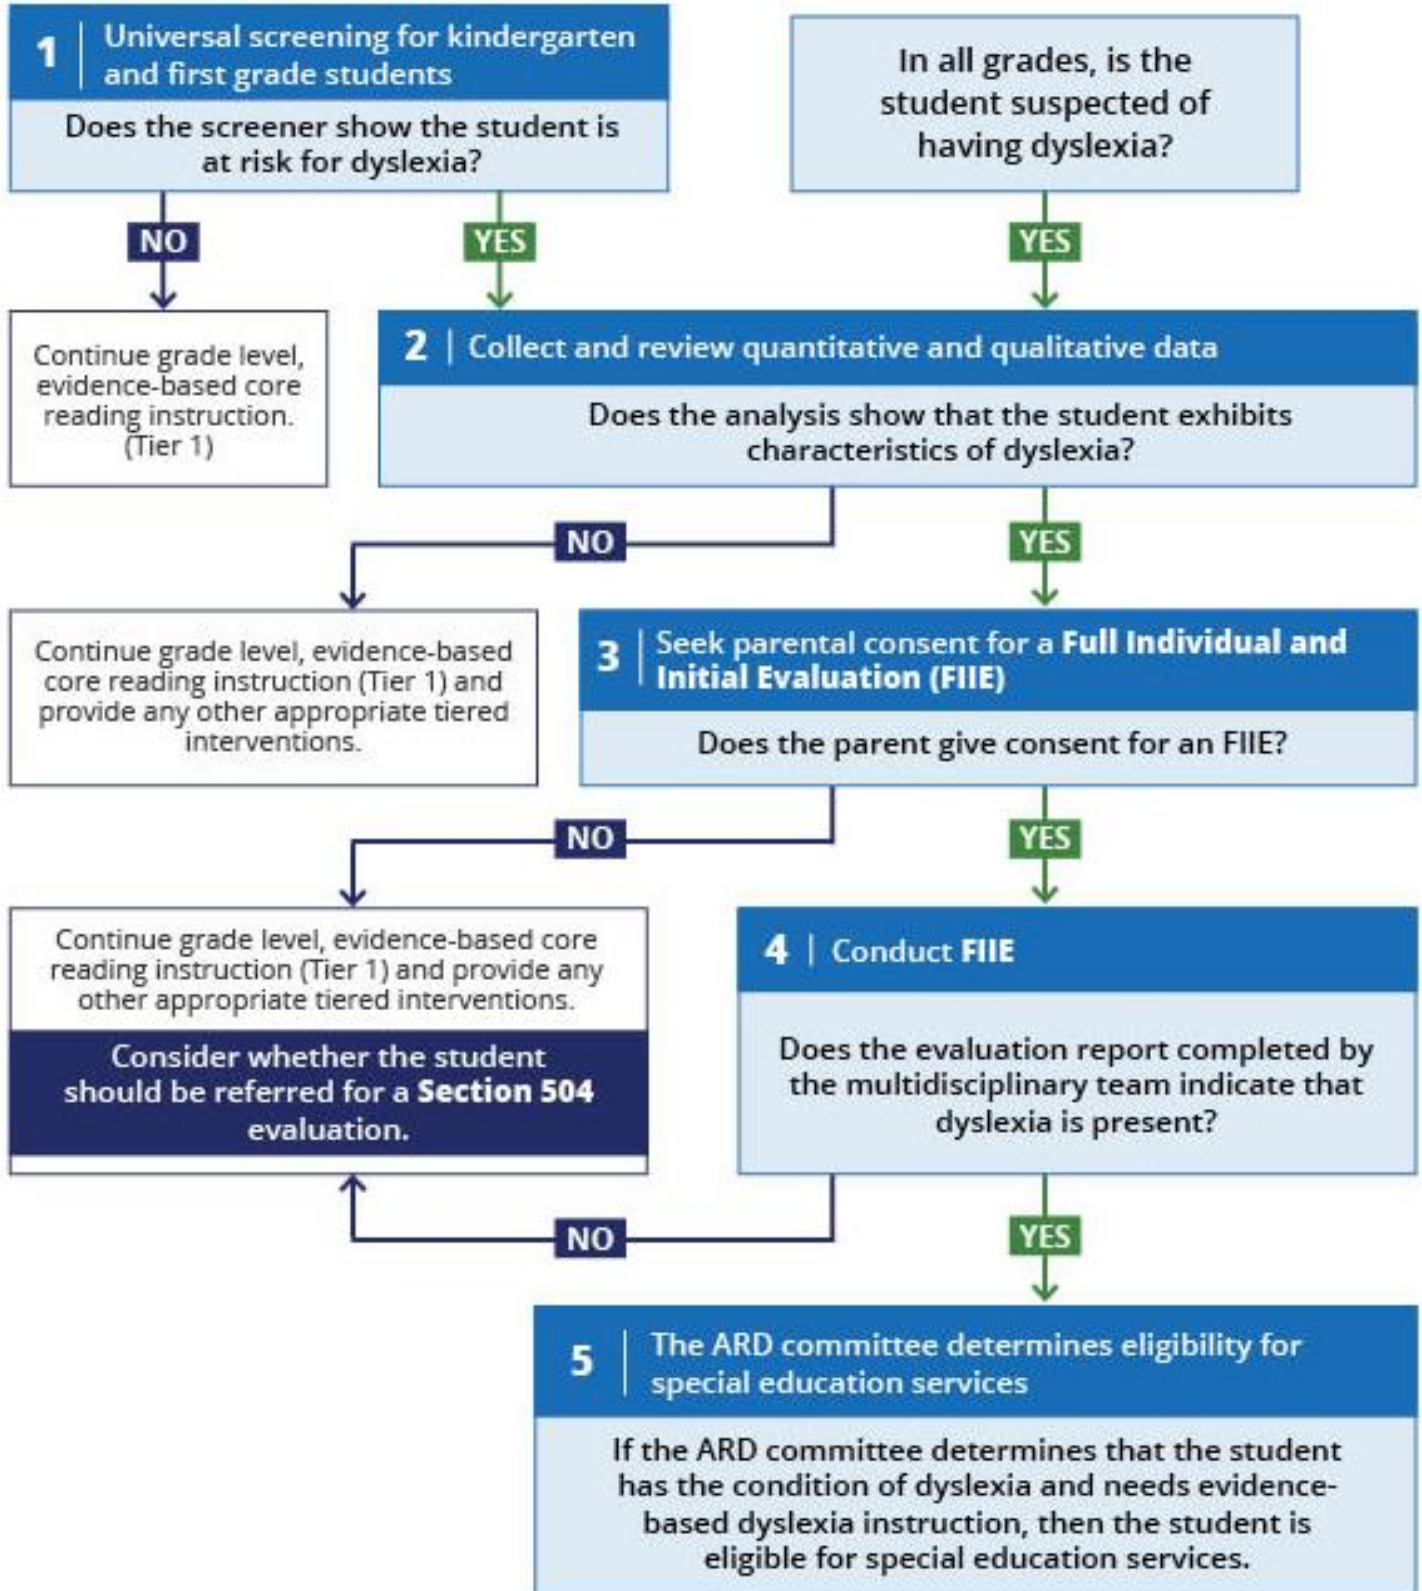 1
Universal screening for kindergarten
and first grade students
Does the screener show the student is
at risk for dyslexia?
In all grades, is the
student suspected of
having dyslexia?
NO
YES
YES
Continue grade level,
evidence-based core
reading instruction.
(Tier 1)
2
Collect and review quantitative and qualitative data
Does the analysis show that the student exhibits
characteristics of dyslexia?
NO
YES
Continue grade level, evidence-based
core reading instruction (Tier 1) and
provide any other appropriate tiered
interventions.
3
Seek parental consent for a Full Individual and
Initial Evaluation (FIIE)
Does the parent give consent for an FIIE?
NO
YES
Continue grade level, evidence-based core
reading instruction (Tier 1) and provide any
other appropriate tiered interventions.
Consider whether the student
should be referred for a Section 504
evaluation.
4
Conduct FIIE
Does the evaluation report completed by
the multidisciplinary team indicate that
dyslexia is present?
NO
YES
5
The ARD committee determines eligibility for
special education services
If the ARD committee determines that the student
has the condition of dyslexia and needs evidence-
based dyslexia instruction, then the student is
eligible for special education services.